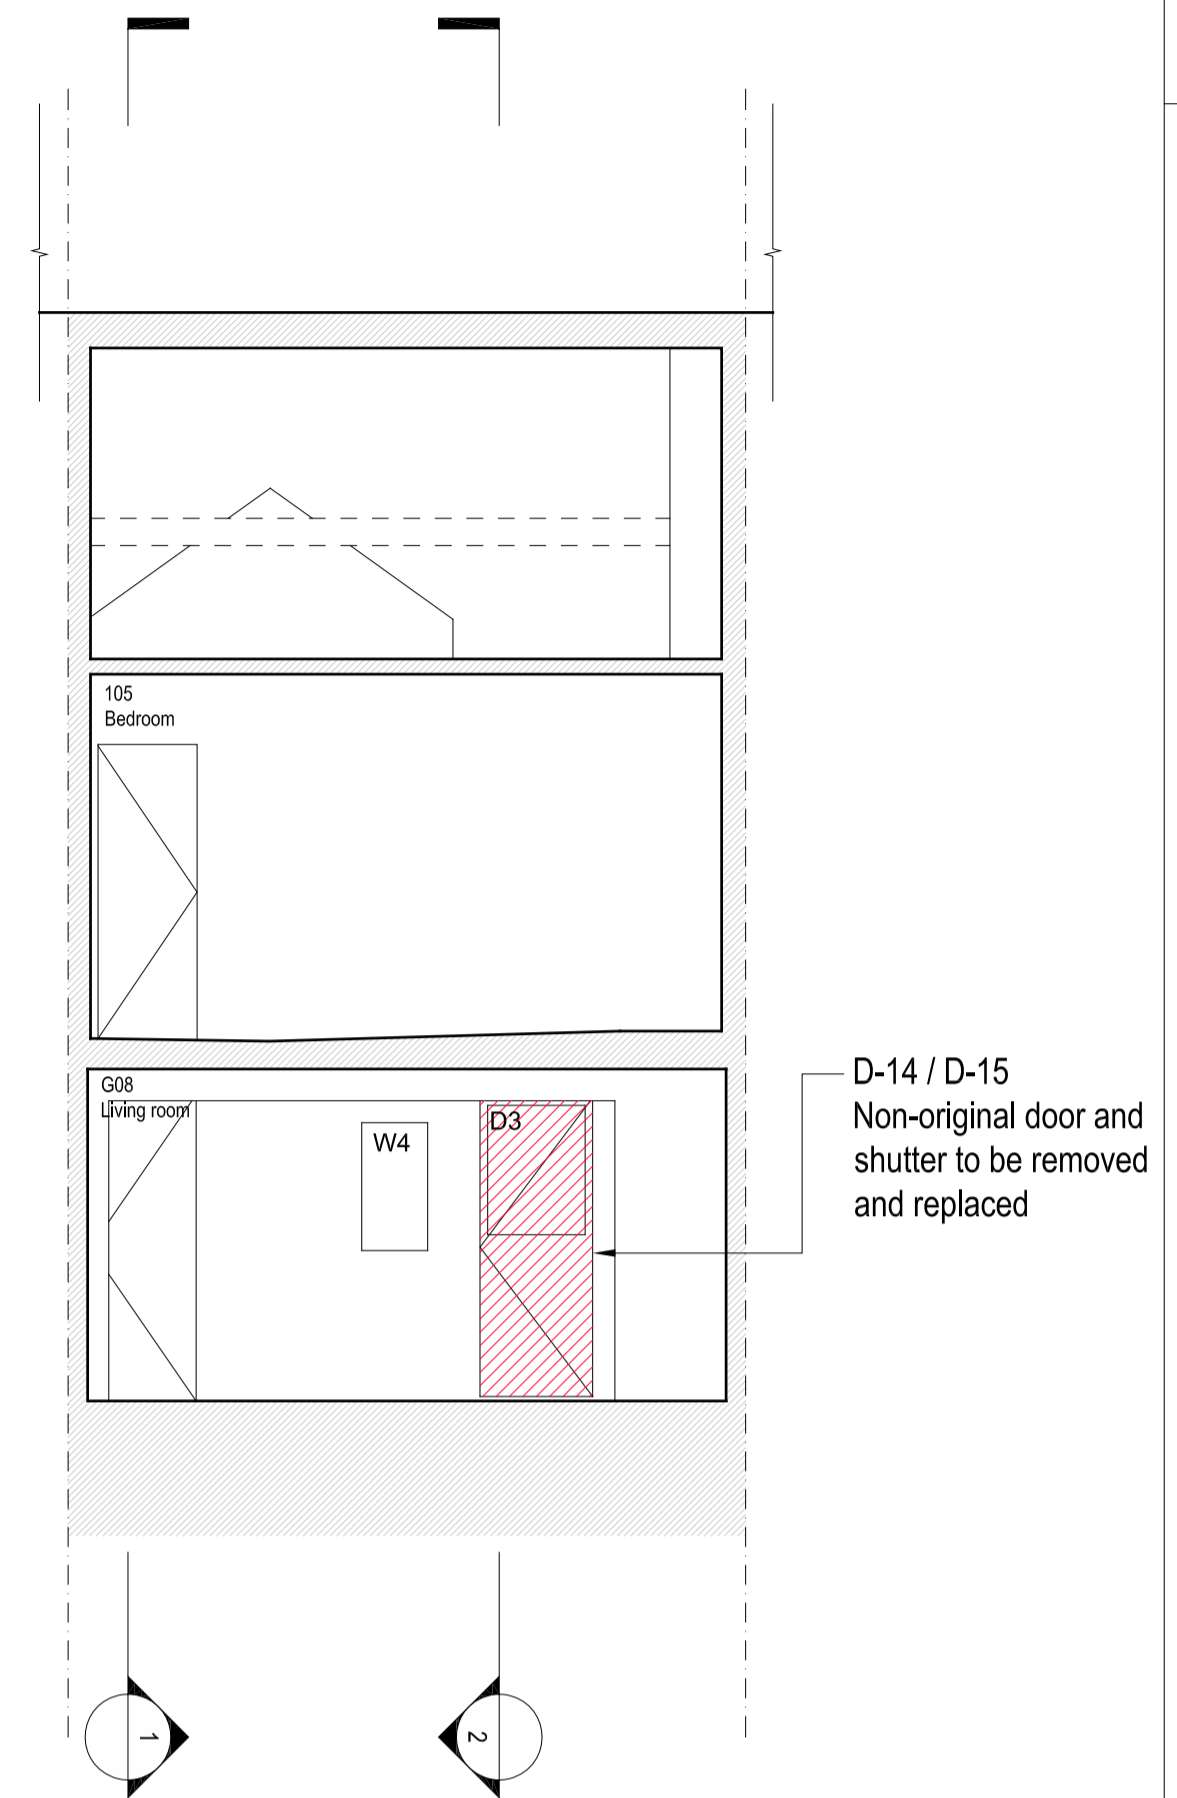 105
Bedroom
G08
Living room
W4
D3
D-14 / D-15
Non-original door and
shutter to be removed
and replaced
1
2